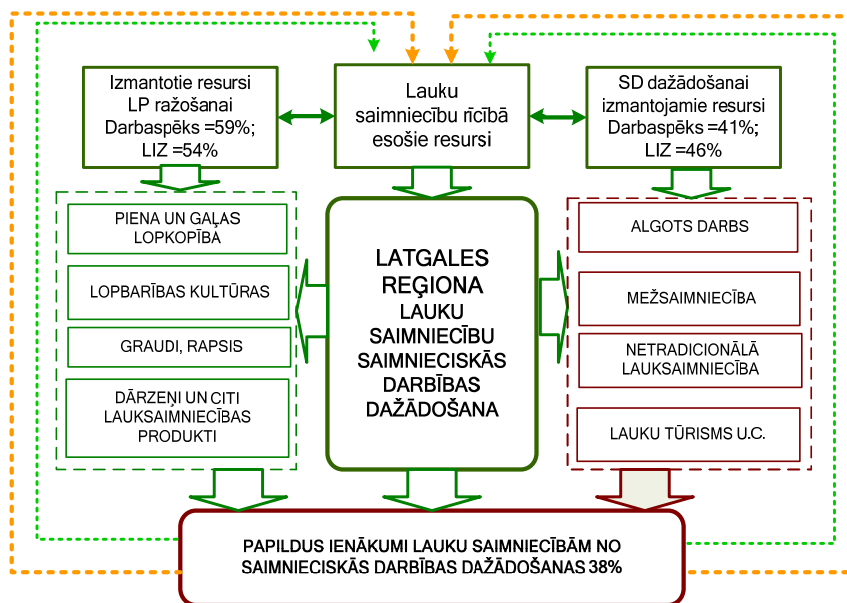 Izmantotie resursi
LP ražošanai
Darbaspēks =59%;
LIZ =54%
Lauku
saimniecību rīcībā
esošie resursi
SD dažādošanai
izmantojamie resursi
Darbaspēks =41%;
LIZ =46%
PIENA UN GAĻAS
LOPKOPĪBA
LOPBARĪBAS KULTŪRAS
GRAUDI, RAPSIS
DĀRZEŅI UN CITI
LAUKSAIMNIECĪBAS
PRODUKTI
LATGALES
REĢIONA
LAUKU
SAIMNIECĪBU
SAIMNIECISKĀS
DARBĪBAS
DAŽĀDOŠANA
ALGOTS DARBS
MEŽSAIMNIECĪBA
NETRADICIONĀLĀ
LAUKSAIMNIECĪBA
LAUKU TŪRISMS U.C.
PAPILDUS IENĀKUMI LAUKU SAIMNIECĪBĀM NO
SAIMNIECISKĀS DARBĪBAS DAŽĀDOŠANAS 38%